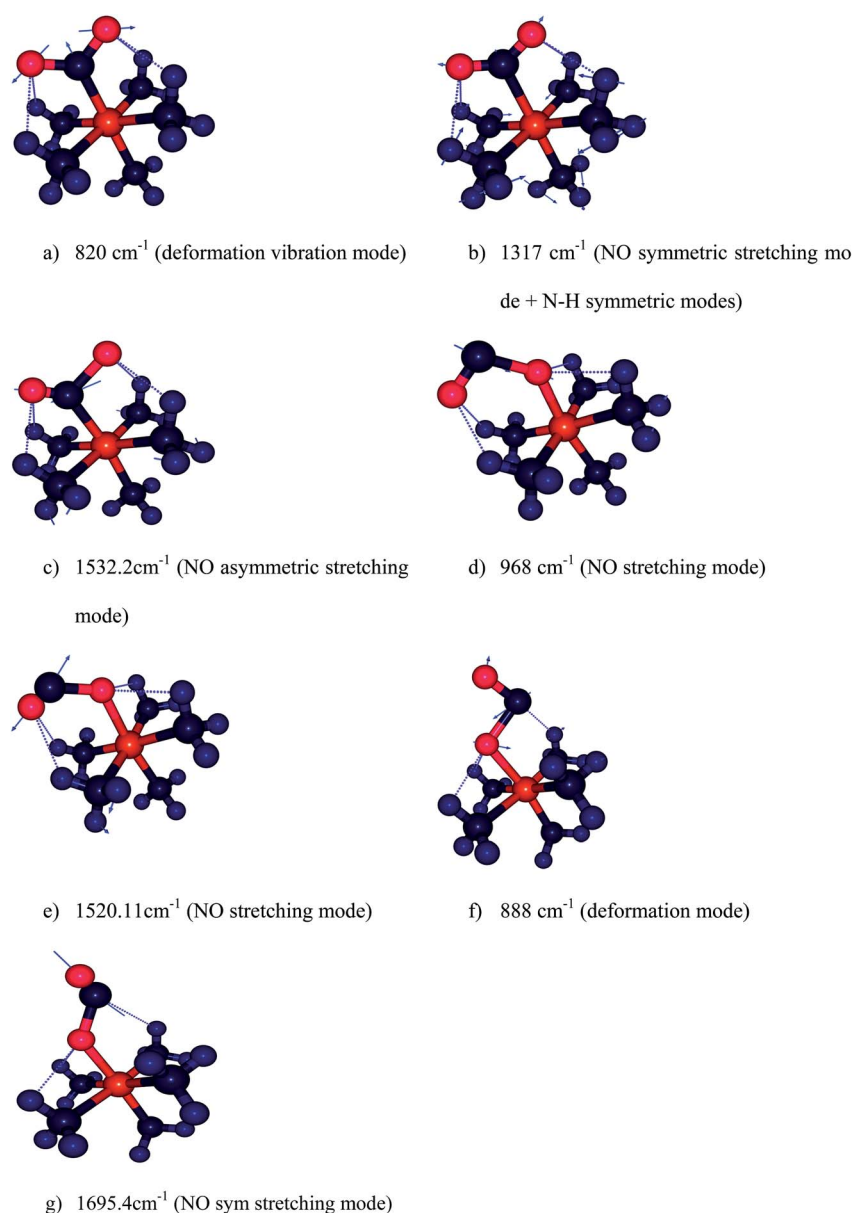 a) 820 cm⁻¹ (deformation vibration mode)
b) 1317 cm⁻¹ (NO symmetric stretching mo
de + N-H symmetric modes)
c) 1532.2cm⁻¹ (NO asymmetric stretching
mode)
d) 968 cm⁻¹ (NO stretching mode)
e) 1520.11cm⁻¹ (NO stretching mode)
f) 888 cm⁻¹ (deformation mode)
g) 1695.4cm⁻¹ (NO sym stretching mode)